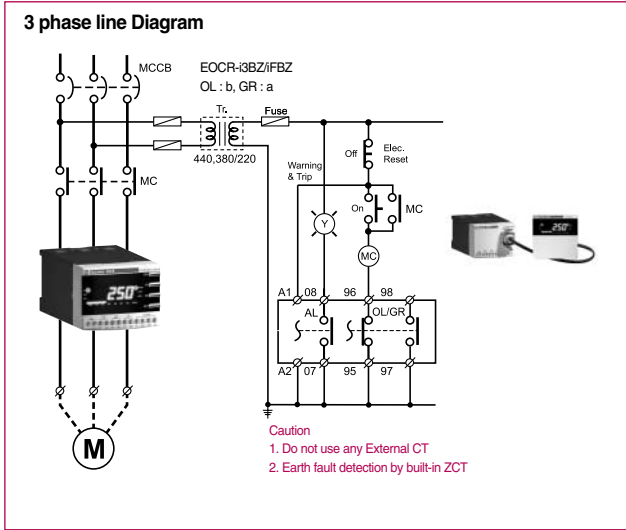 3 phase line Diagram
MCCB
EOCR-i3BZ/iFBZ
OL : b, GR : a
Tr.
Fuse
440,380/220
Off
Elec.
Reset
Warning
& Trip
MC
On
MC
Y
MC
250
250
A1 08 96 98
AL
OL/GR
A2 07 95 97
M
Caution
1. Do not use any External CT
2. Earth fault detection by built-in ZCT